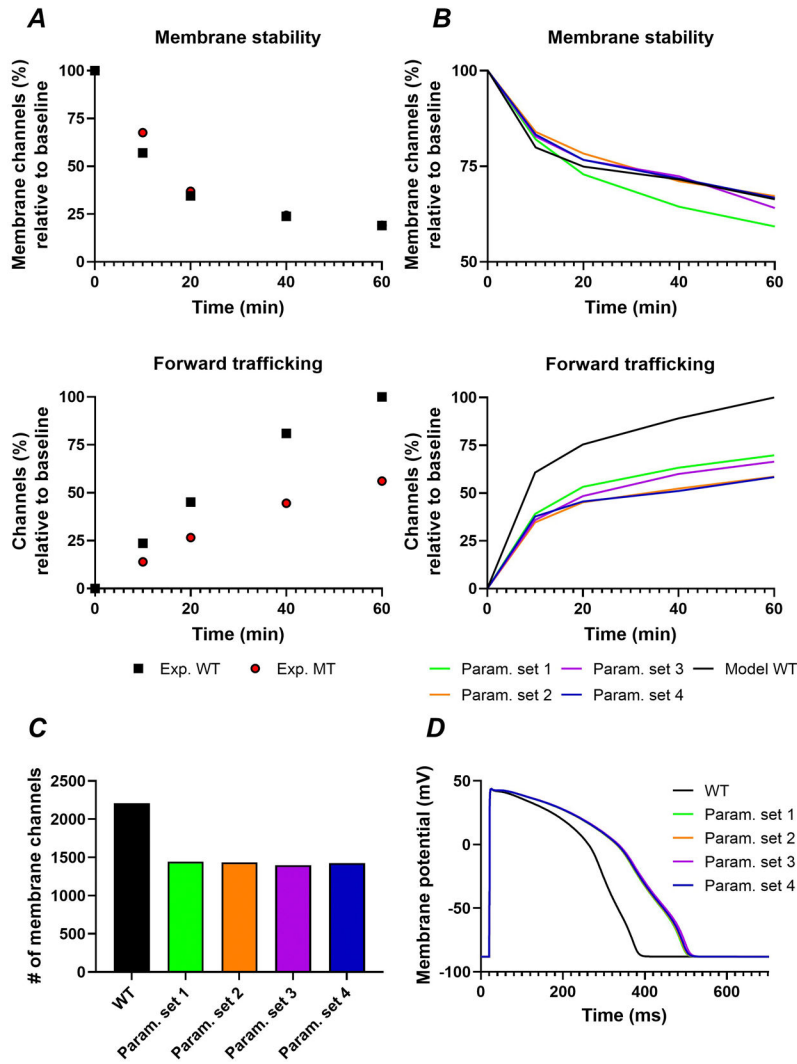 A
Membrane stability
Membrane channels (%)
relative to baseline
100
75
50
25
0
0 20 40 60
Time (min)
B
Membrane stability
Membrane channels (%)
relative to baseline
100
75
50
0 20 40 60
Time (min)
Forward trafficking
Channels (%)
relative to baseline
100
75
50
25
0
0 20 40 60
Time (min)
Exp. WT Exp. MT
Forward trafficking
Channels (%)
relative to baseline
100
75
50
25
0
0 20 40 60
Time (min)
Param. set 1 Param. set 3 Model WT
Param. set 2 Param. set 4
C
# of membrane channels
2500
2000
1500
1000
500
0
WT
Param. set 1
Param. set 2
Param. set 3
Param. set 4
D
Membrane potential (mV)
50
0
-50
-100
0 200 400 600
Time (ms)
WT
Param. set 1
Param. set 2
Param. set 3
Param. set 4